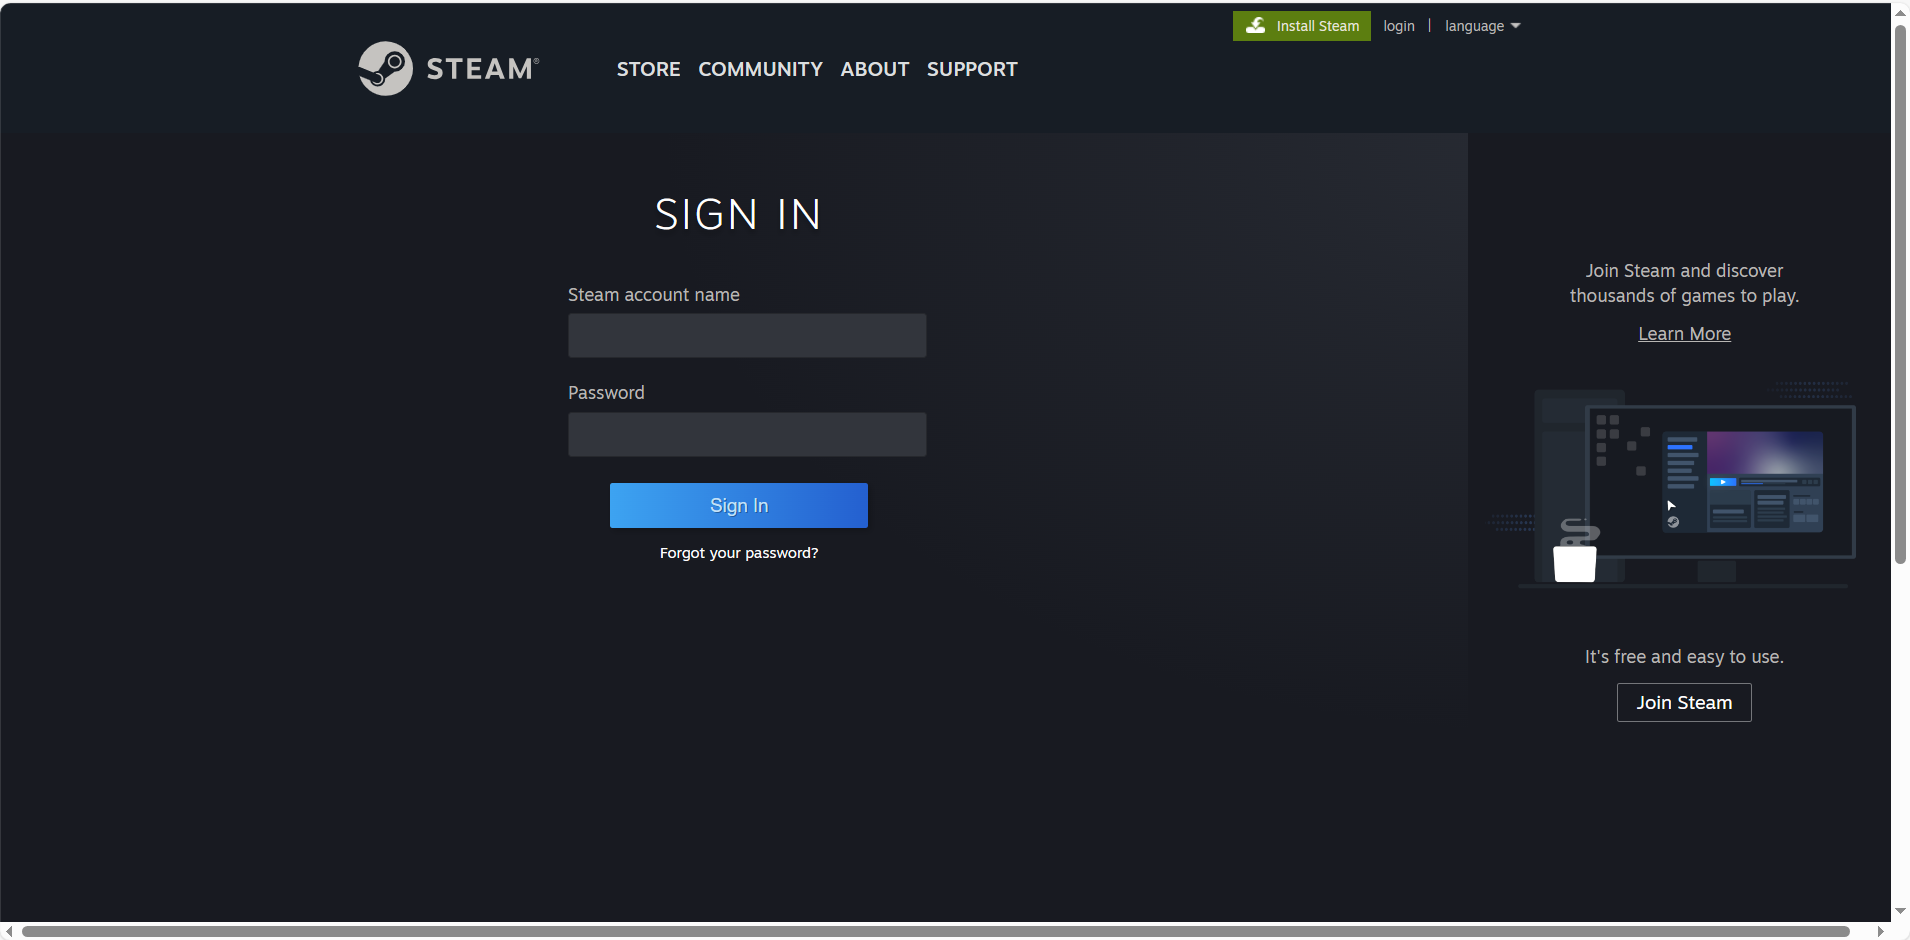 Install Steam
login | language
STEAM®
STORE COMMUNITY ABOUT SUPPORT
SIGN IN
Steam account name
Password
Sign In
Forgot your password?
Join Steam and discover
thousands of games to play.
Learn More
It's free and easy to use.
Join Steam